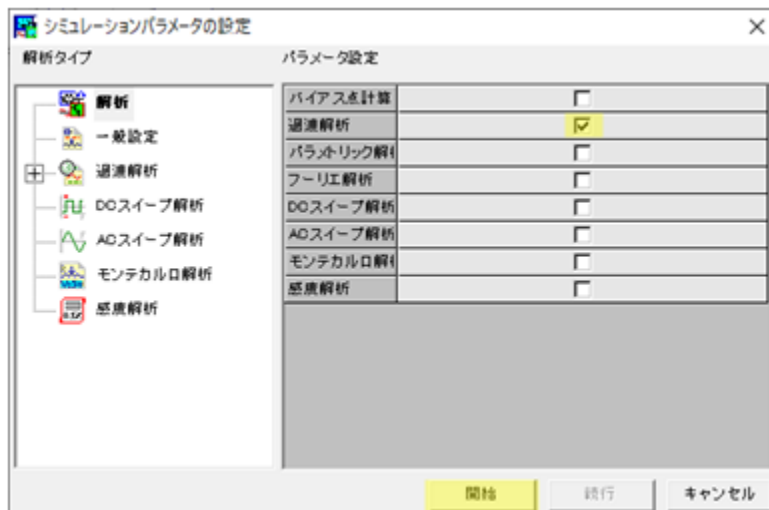 シミュレーションパラメータの設定
解析タイプ
パラメータ設定
解析
一般設定
過渡解析
DCスイープ解析
ACスイープ解析
モンテカルロ解析
感度解析
バイアス点計算
過渡解析
パラメトリック解析
フーリエ解析
DCスイープ解析
ACスイープ解析
モンテカルロ解析
感度解析
開始
続行
キャンセル